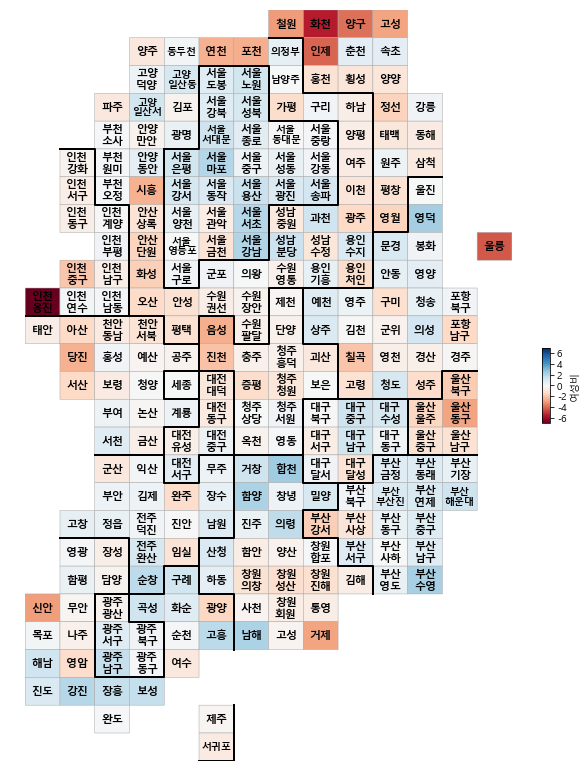 철원 화천 양구 고성
양주 동두천 연천 포천 의정부 인제 춘천 속초
고양 덕양 고양 일산동 서울 도봉 서울 노원 남양주 홍천 횡성 양양
파주 고양 일산서 김포 서울 강북 서울 성북 가평 구리 하남 정선 강릉
부천 소사 안양 만안 광명 서울 서대문 서울 종로 서울 동대문 서울 중랑 양평 태백 동해
인천 강화 부천 원미 안양 동안 서울 은평 서울 마포 서울 중구 서울 성동 서울 강동 여주 원주 삼척
인천 서구 부천 오정 시흥 서울 강서 서울 동작 서울 용산 서울 광진 서울 송파 이천 평창 울진
인천 동구 인천 계양 안산 상록 서울 양천 서울 관악 서울 서초 성남 중원 과천 광주 영월 영덕
인천 부평 안산 단원 서울 영등포 서울 금천 서울 강남 성남 분당 성남 수정 용인 수지 문경 봉화 울릉
인천 중구 인천 남구 화성 서울 구로 군포 의왕 수원 영통 용인 기흥 용인 처인 안동 영양
인천 옹진 인천 연수 인천 남동 오산 안성 수원 권선 수원 장안 제천 예천 영주 구미 청송 포항 북구
태안 아산 천안 동남 천안 서북 평택 음성 수원 팔달 단양 상주 김천 군위 의성 포항 남구
당진 홍성 예산 공주 진천 충주 청주 흥덕 괴산 칠곡 영천 경산 경주
서산 보령 청양 세종 대전 대덕 증평 청주 청원 보은 고령 청도 성주 울산 북구
부여 논산 계룡 대전 동구 청주 상당 청주 서원 대구 북구 대구 중구 대구 수성 울산 울주 울산 동구
서천 금산 대전 유성 대전 중구 옥천 영동 대구 서구 대구 남구 대구 동구 울산 중구 울산 남구
군산 익산 대전 서구 무주 거창 합천 대구 달서 대구 달성 부산 금정 부산 동래 부산 기장
부안 김제 완주 장수 함양 창녕 밀양 부산 북구 부산 부산진 부산 연제 부산 해운대
고창 정읍 전주 덕진 진안 남원 진주 의령 부산 강서 부산 사상 부산 동구 부산 중구
영광 장성 전주 완산 임실 산청 함안 양산 창원 합포 부산 서구 부산 사하 부산 남구
함평 담양 순창 구례 하동 창원 의창 창원 성산 창원 진해 김해 부산 영도 부산 수영
신안 무안 광주 광산 곡성 화순 광양 사천 창원 회원 통영
목포 나주 광주 서구 광주 북구 순천 고흥 남해 고성 거제
해남 영암 광주 남구 광주 동구 여수
진도 강진 장흥 보성
완도 제주
서귀포
6
4
2
0
-2
-4
-6
여성비